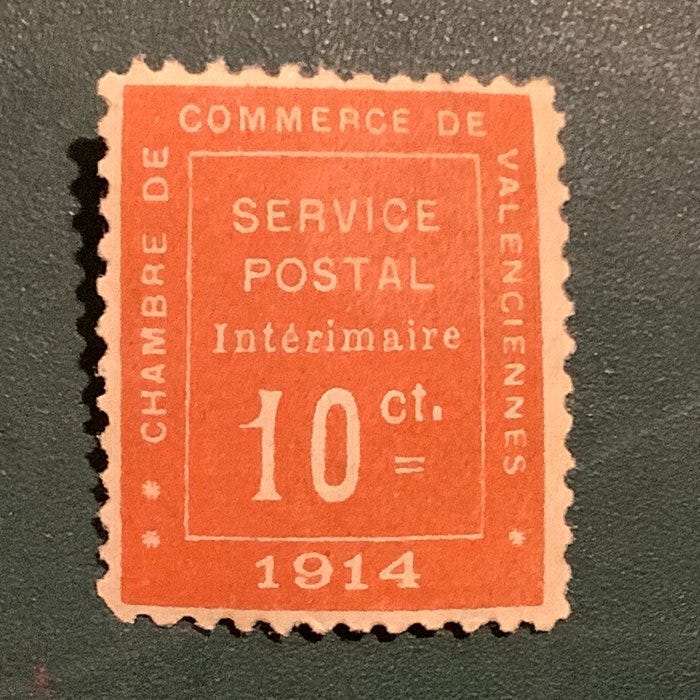 CHAMBRE DE
COMMERCE DE
VALENCIENNES
SERVICE
POSTAL
Intérimaire
10 ct.
1914